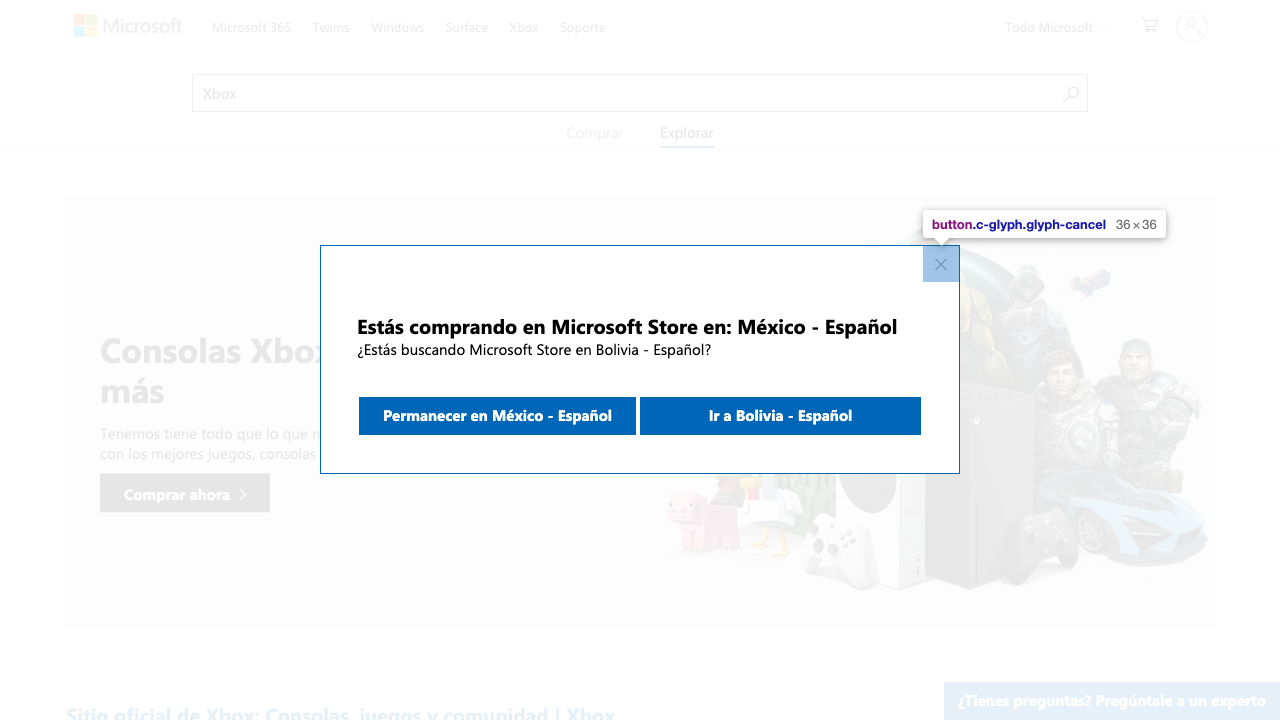 Microsoft
Microsoft 365
Teams
Windows
Surface
Xbox
Soporte
Todo Microsoft
Xbox
Comprar
Explorar
button.c-glyph.glyph-cancel 36×36
Estás comprando en Microsoft Store en: México - Español
¿Estás buscando Microsoft Store en Bolivia - Español?
Permanecer en México - Español
Ir a Bolivia - Español
Consolas Xbox
más
Tenemos tiene todo que lo que
con los mejores juegos, consolas
Comprar ahora
¿Tienes preguntas? Pregúntale a un experto
Sitio oficial de Xbox: Consolas, juegos y comunidad | Xbox